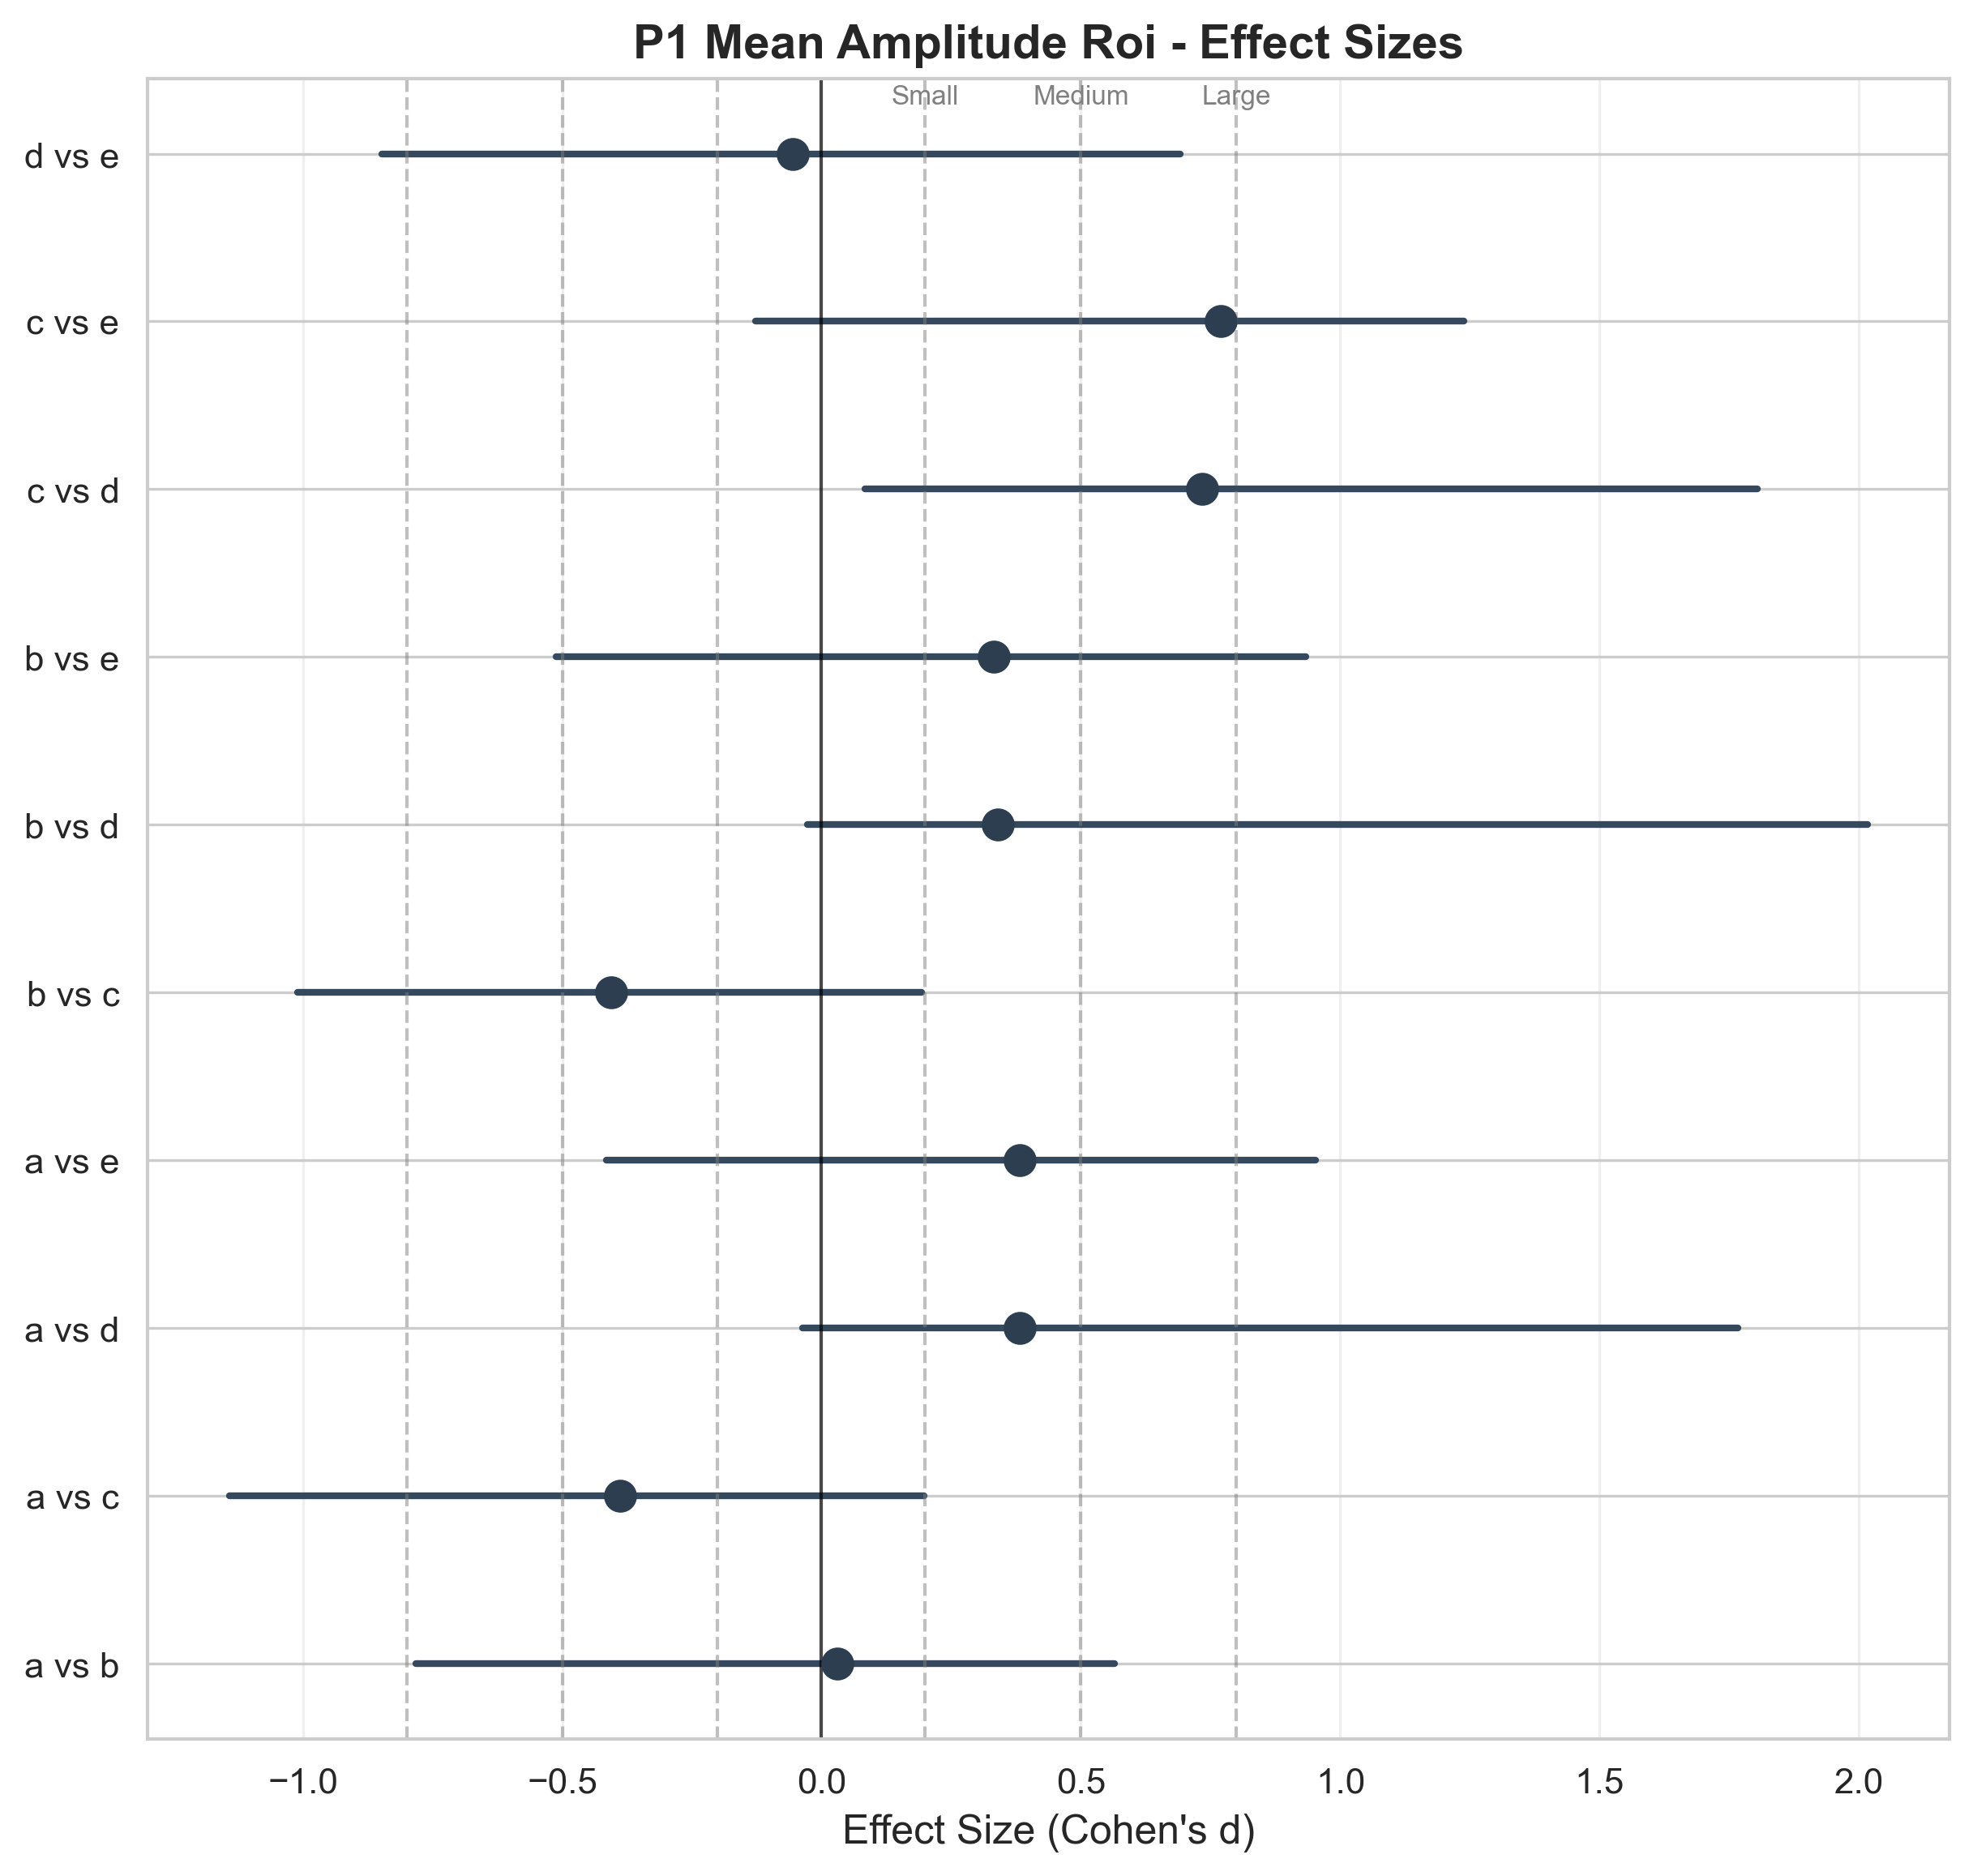 P1 Mean Amplitude Roi - Effect Sizes
Small Medium Large
d vs e
c vs e
c vs d
b vs e
b vs d
b vs c
a vs e
a vs d
a vs c
a vs b
−1.0 −0.5 0.0 0.5 1.0 1.5 2.0
Effect Size (Cohen's d)